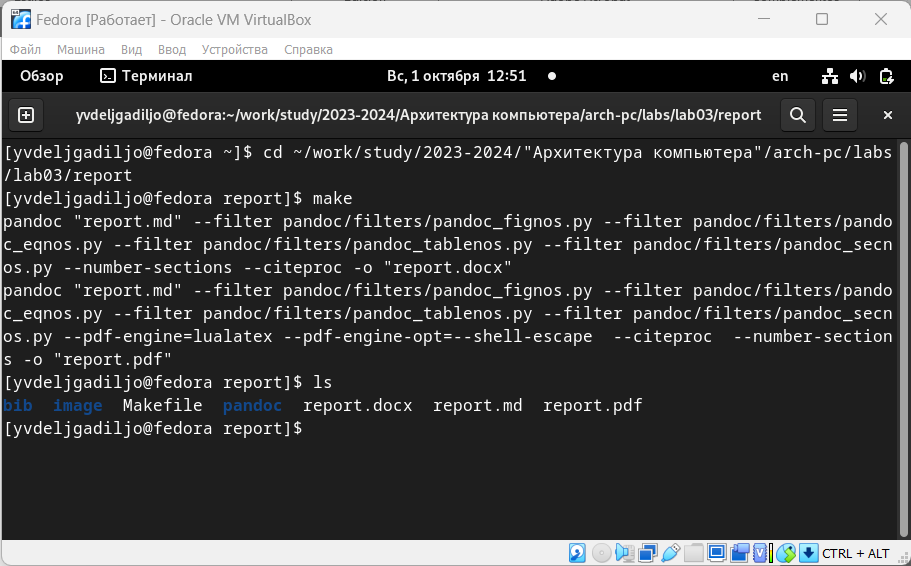 Fedora [Работает] - Oracle VM VirtualBox
Файл Машина Вид Ввод Устройства Справка
Обзор Терминал Вс, 1 октября 12:51 en
yvdeljgadiljo@fedora:~/work/study/2023-2024/Архитектура компьютера/arch-pc/labs/lab03/report
[yvdeljgadiljo@fedora ~]$ cd ~/work/study/2023-2024/"Архитектура компьютера"/arch-pc/labs
/lab03/report
[yvdeljgadiljo@fedora report]$ make
pandoc "report.md" --filter pandoc/filters/pandoc_fignos.py --filter pandoc/filters/pando
c_eqnos.py --filter pandoc/filters/pandoc_tablenos.py --filter pandoc/filters/pandoc_secn
os.py --number-sections --citeproc -o "report.docx"
pandoc "report.md" --filter pandoc/filters/pandoc_fignos.py --filter pandoc/filters/pando
c_eqnos.py --filter pandoc/filters/pandoc_tablenos.py --filter pandoc/filters/pandoc_secn
os.py --pdf-engine=lualatex --pdf-engine-opt=--shell-escape  --citeproc  --number-section
s -o "report.pdf"
[yvdeljgadiljo@fedora report]$ ls
bib  image  Makefile  pandoc  report.docx  report.md  report.pdf
[yvdeljgadiljo@fedora report]$
CTRL + ALT